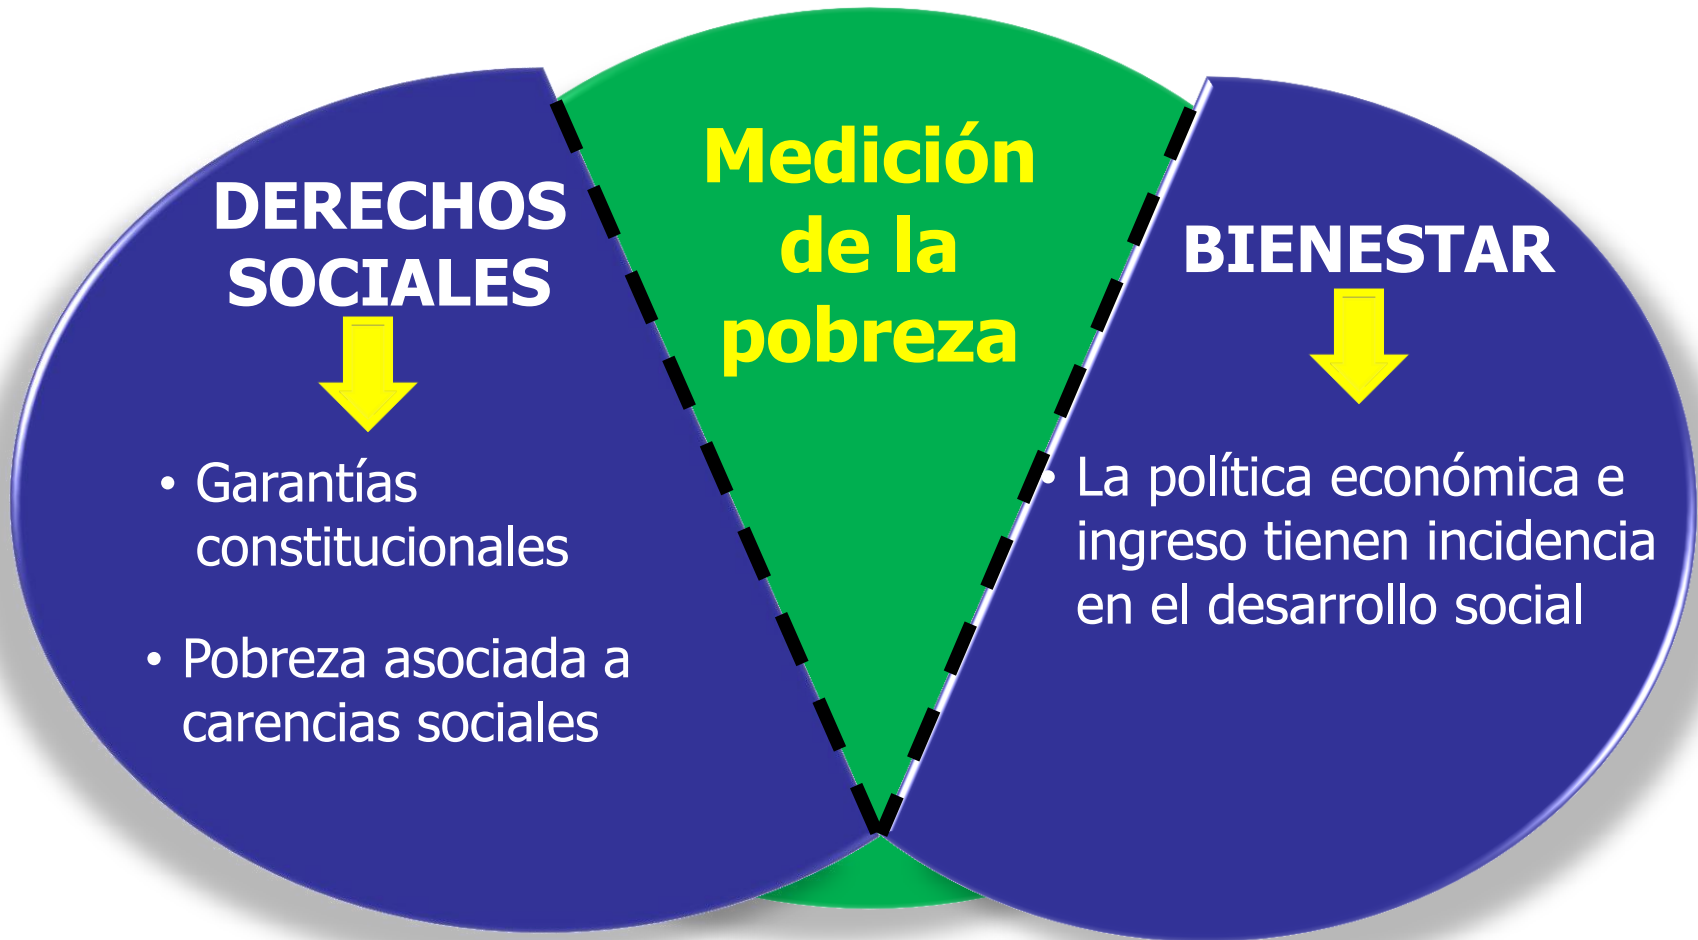 Medición
de la
pobreza
DERECHOS
SOCIALES
• Garantías
constitucionales
• Pobreza asociada a
carencias sociales
BIENESTAR
• La política económica e
ingreso tienen incidencia
en el desarrollo social